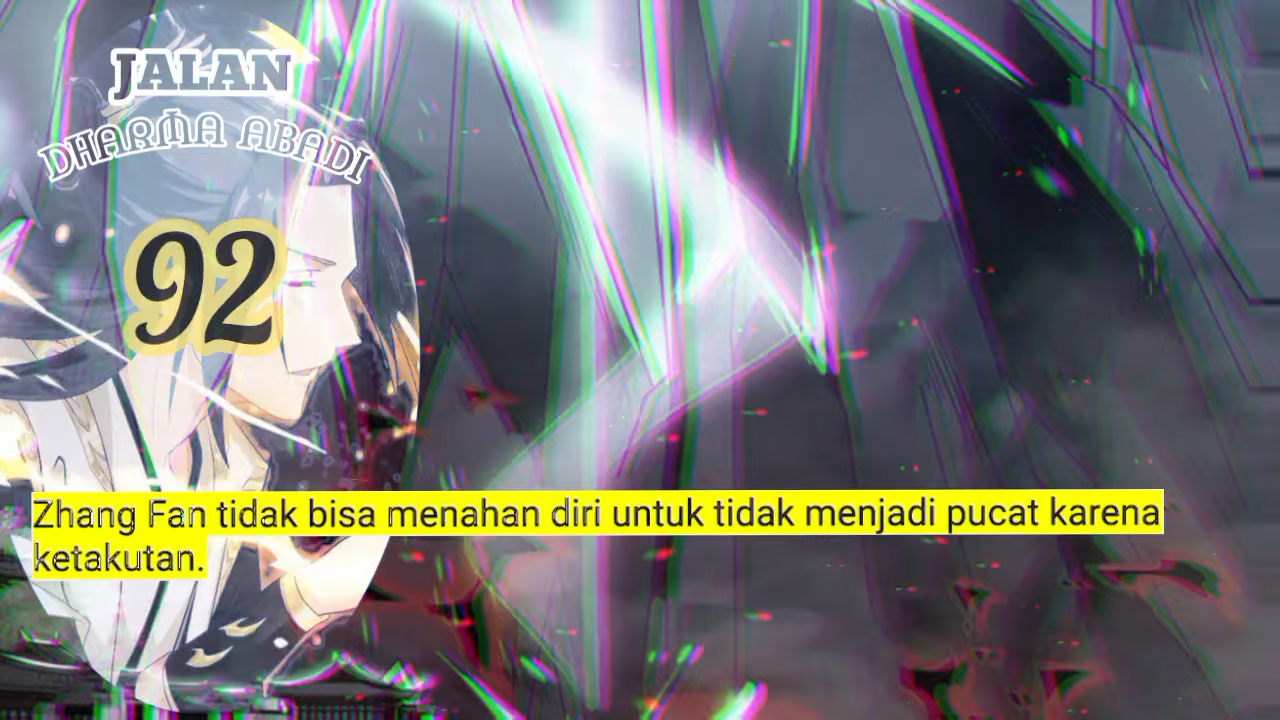 JALAN
DHARMA ABADI
92
Zhang Fan tidak bisa menahan diri untuk tidak menjadi pucat karena
ketakutan.